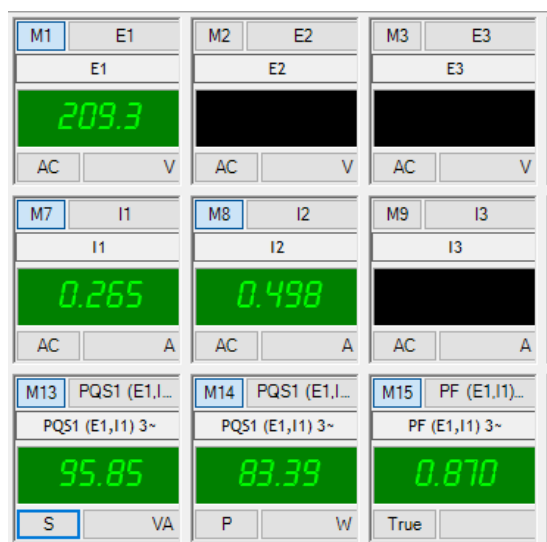 M1 E1 M2 E2 M3 E3
E1 E2 E3
209.3
AC V AC V AC V
M7 I1 M8 I2 M9 I3
I1 I2 I3
0.265 0.498
AC A AC A AC A
M13 PQS1 (E1,I... M14 PQS1 (E1,I... M15 PF (E1,I1)...
PQS1 (E1,I1) 3~ PQS1 (E1,I1) 3~ PF (E1,I1) 3~
95.85 83.39 0.870
S VA P W True